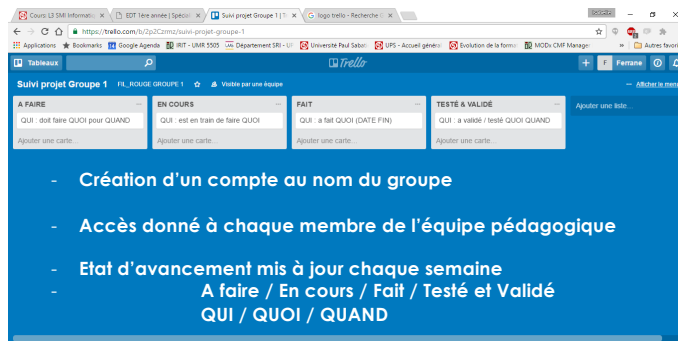 Cours: L3 SMI Informatic
EDT 1ère année | Spécial
Suivi projet Groupe 1 | Tr
logo trello - Recherche G
https://trello.com/b/2p2Czimz/suivi-projet-groupe-1
Applications Bookmarks Google Agenda IRIT - UMR 5505 Département SRI - U Université Paul Sabati UPS - Accueil général Evolution de la forma MODx CMF Manager » Autres favoris
Tableaux Trello + F Ferrane
Suivi projet Groupe 1 FIL_ROUGE GROUPE 1 Visible par une équipe ... Afficher le menu
A FAIRE ... EN COURS ... FAIT ... TESTÉ & VALIDÉ ... Ajouter une liste...
QUI : doit faire QUOI pour QUAND QUI : est en train de faire QUOI QUI : a fait QUOI (DATE FIN) QUI : a validé / testé QUOI QUAND
Ajouter une carte... Ajouter une carte... Ajouter une carte... Ajouter une carte...
- Création d'un compte au nom du groupe
- Accès donné à chaque membre de l'équipe pédagogique
- Etat d'avancement mis à jour chaque semaine
- A faire / En cours / Fait / Testé et Validé
QUI / QUOI / QUAND